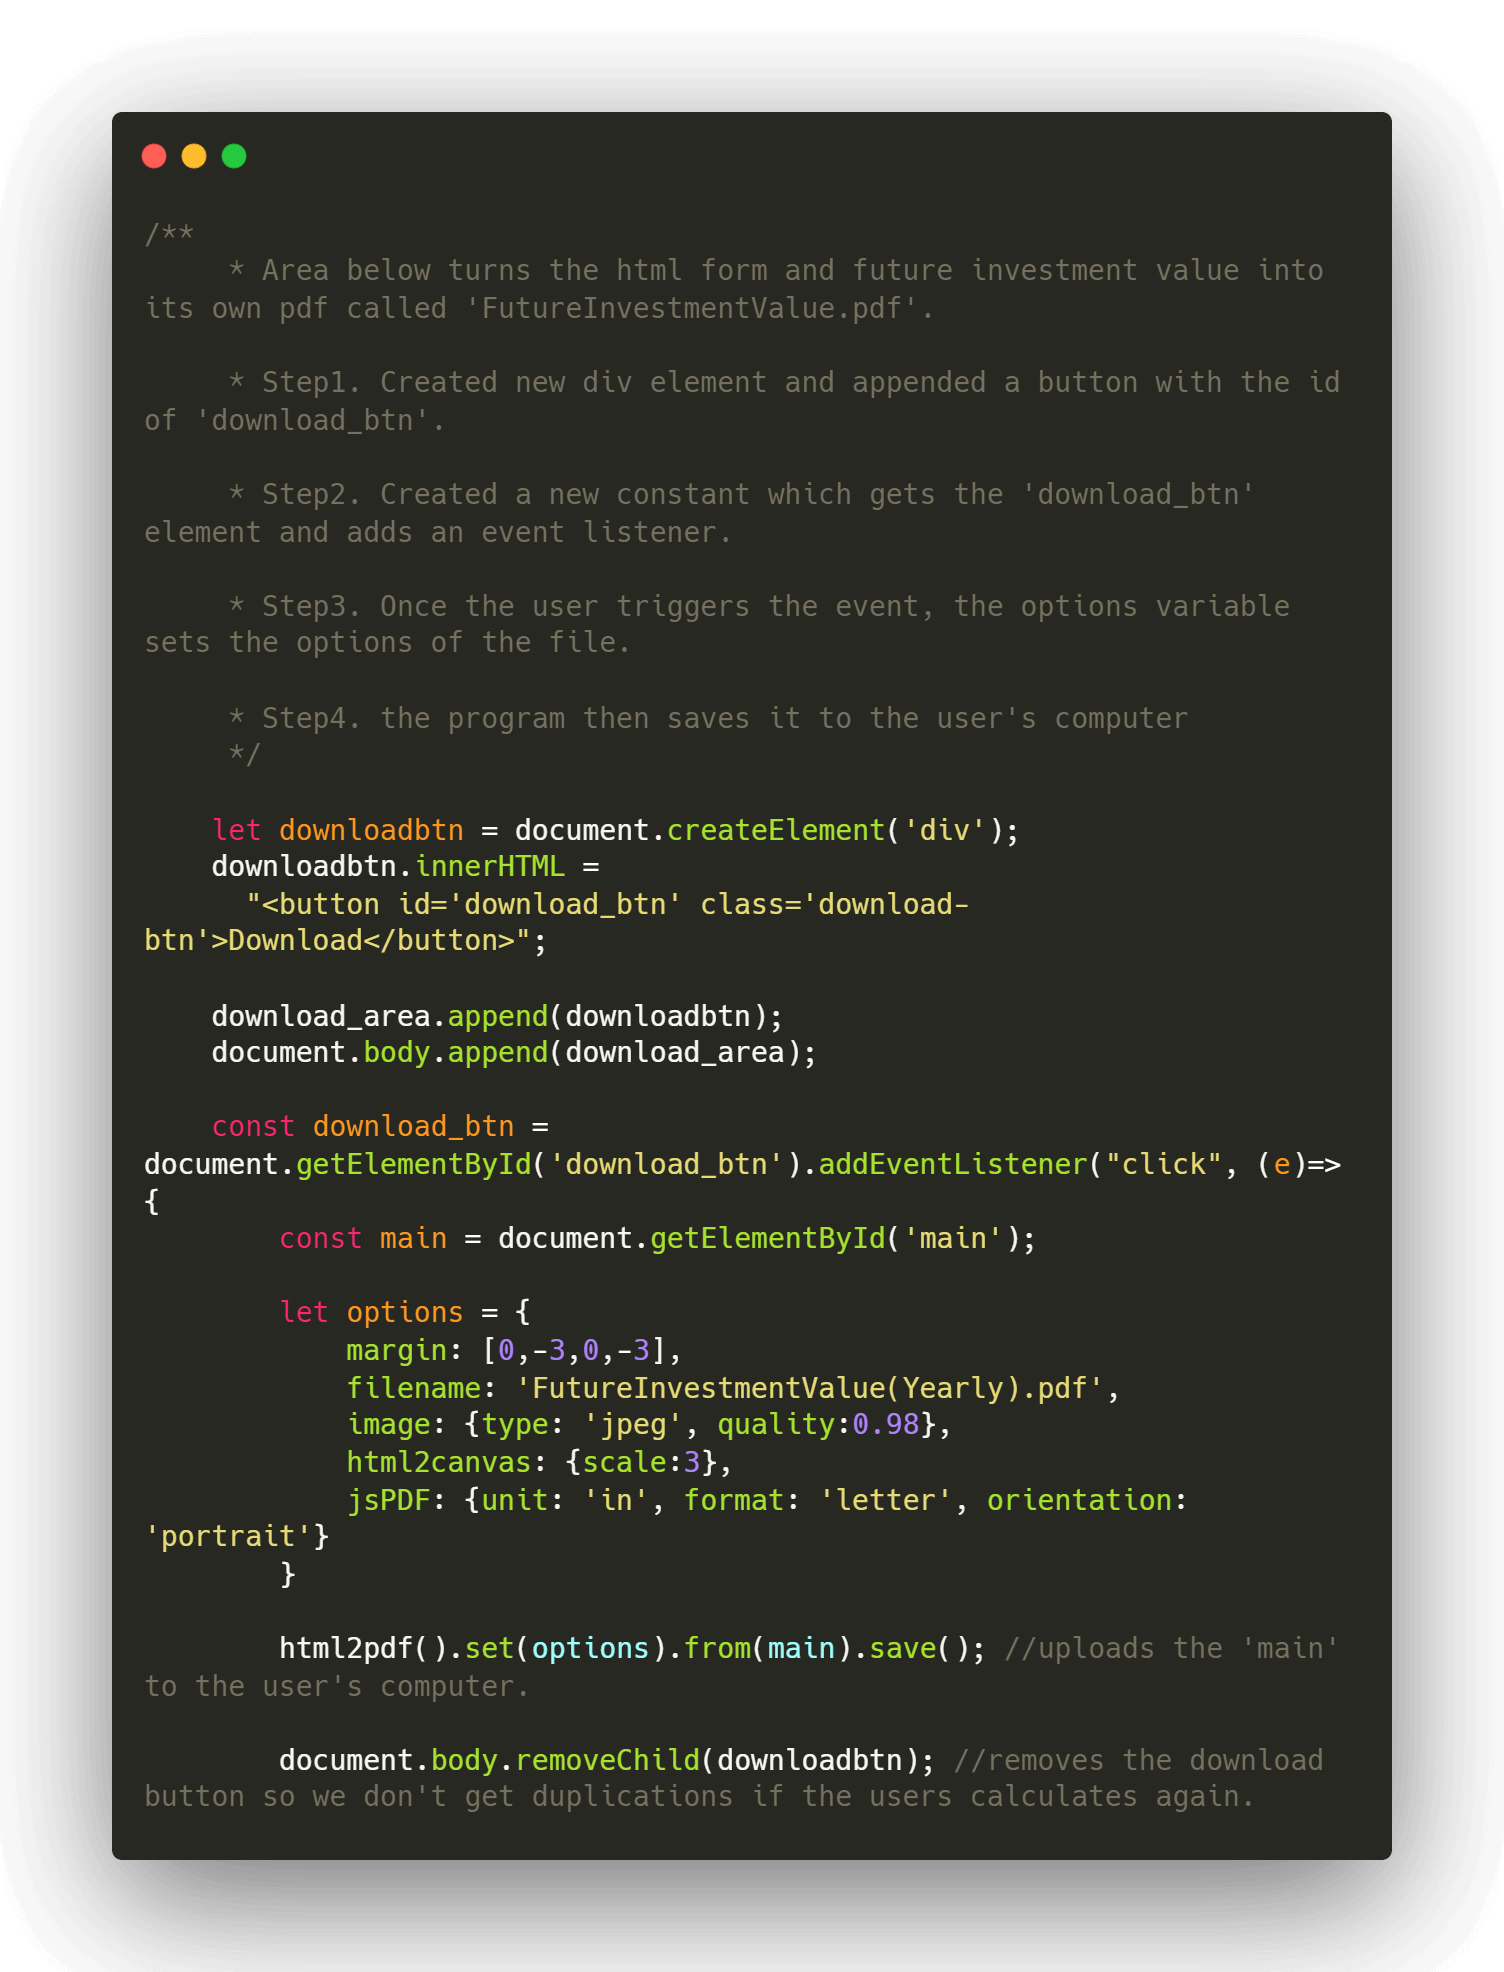 /**
     * Area below turns the html form and future investment value into
its own pdf called 'FutureInvestmentValue.pdf'.

     * Step1. Created new div element and appended a button with the id
of 'download_btn'.

     * Step2. Created a new constant which gets the 'download_btn'
element and adds an event listener.

     * Step3. Once the user triggers the event, the options variable
sets the options of the file.

     * Step4. the program then saves it to the user's computer
     */

    let downloadbtn = document.createElement('div');
    downloadbtn.innerHTML =
      "<button id='download_btn' class='download-
btn'>Download</button>";

    download_area.append(downloadbtn);
    document.body.append(download_area);

    const download_btn =
document.getElementById('download_btn').addEventListener("click", (e)=>
{
        const main = document.getElementById('main');

        let options = {
            margin: [0,-3,0,-3],
            filename: 'FutureInvestmentValue(Yearly).pdf',
            image: {type: 'jpeg', quality:0.98},
            html2canvas: {scale:3},
            jsPDF: {unit: 'in', format: 'letter', orientation:
'portrait'}
        }

        html2pdf().set(options).from(main).save(); //uploads the 'main'
to the user's computer.

        document.body.removeChild(downloadbtn); //removes the download
button so we don't get duplications if the users calculates again.